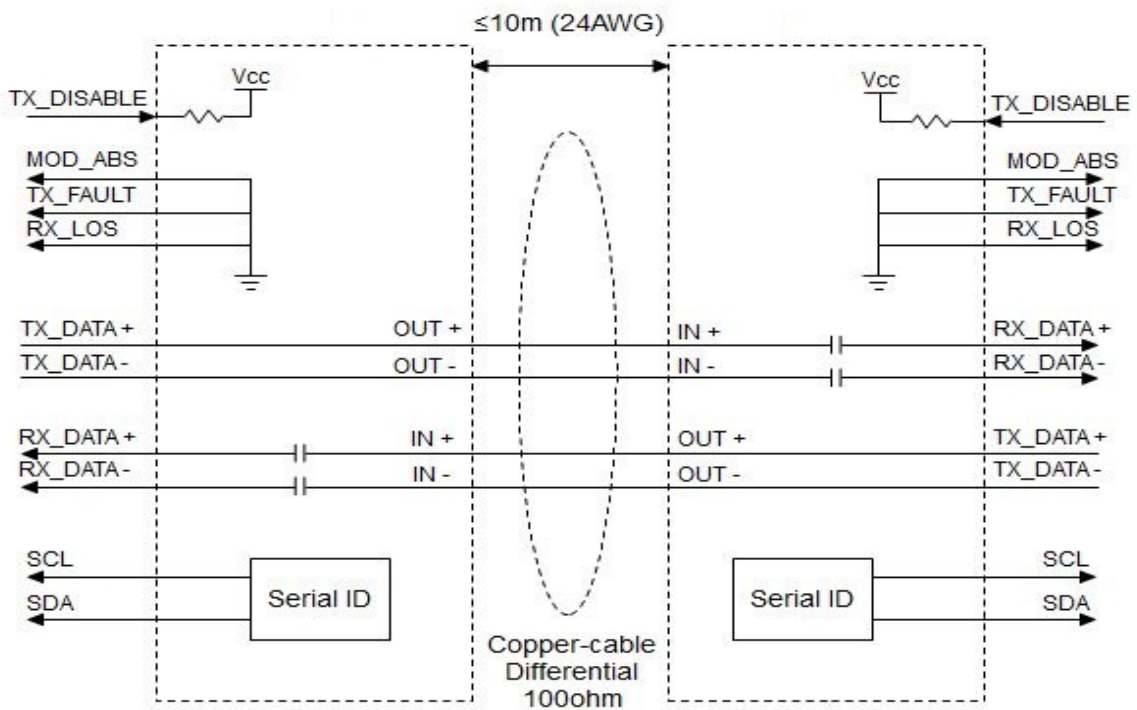 ≤10m (24AWG)
Vcc
Vcc
TX_DISABLE
TX_DISABLE
MOD_ABS
MOD_ABS
TX_FAULT
TX_FAULT
RX_LOS
RX_LOS
TX_DATA+
OUT +
IN +
RX_DATA+
TX_DATA-
OUT -
IN -
RX_DATA-
RX_DATA+
IN +
OUT +
TX_DATA+
RX_DATA-
IN -
OUT -
TX_DATA-
SCL
SCL
Serial ID
Serial ID
SDA
SDA
Copper-cable
Differential
100ohm